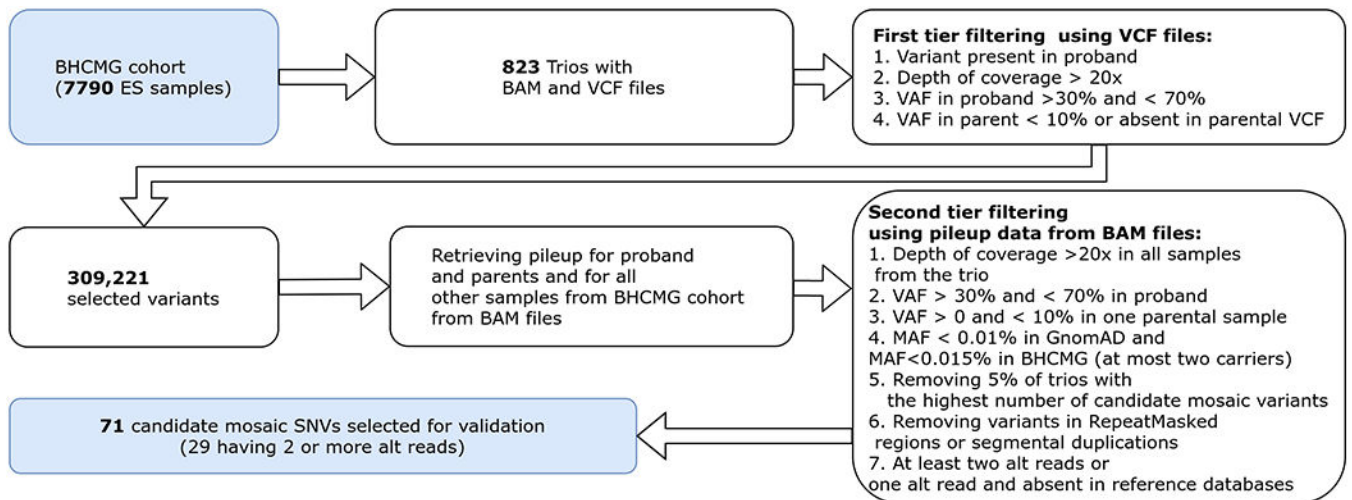 BHCMG cohort
(7790 ES samples)
823 Trios with
BAM and VCF files
First tier filtering using VCF files:
1. Variant present in proband
2. Depth of coverage > 20x
3. VAF in proband >30% and < 70%
4. VAF in parent < 10% or absent in parental VCF
309,221
selected variants
Retrieving pileup for proband
and parents and for all
other samples from BHCMG cohort
from BAM files
Second tier filtering
using pileup data from BAM files:
1. Depth of coverage >20x in all samples
from the trio
2. VAF > 30% and < 70% in proband
3. VAF > 0 and < 10% in one parental sample
4. MAF < 0.01% in GnomAD and
MAF<0.015% in BHCMG (at most two carriers)
5. Removing 5% of trios with
the highest number of candidate mosaic variants
6. Removing variants in RepeatMasked
regions or segmental duplications
7. At least two alt reads or
one alt read and absent in reference databases
71 candidate mosaic SNVs selected for validation
(29 having 2 or more alt reads)